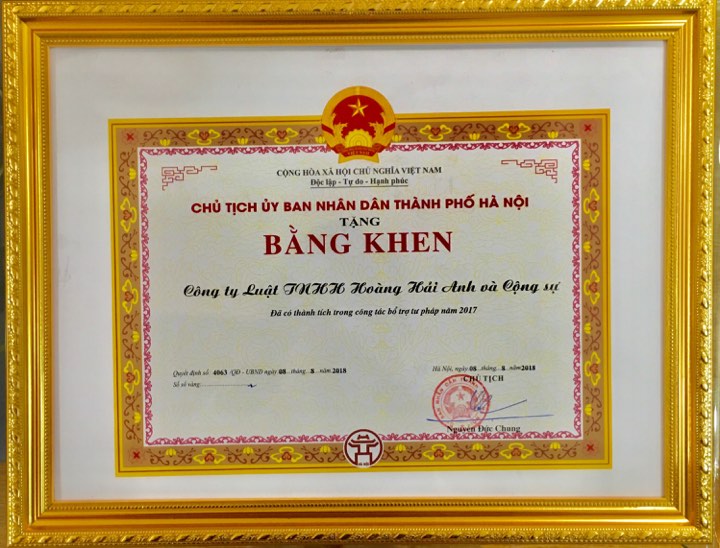 CỘNG HÒA XÃ HỘI CHỦ NGHĨA VIỆT NAM
Độc lập - Tự do - Hạnh phúc
CHỦ TỊCH ỦY BAN NHÂN DÂN THÀNH PHỐ HÀ NỘI
TẶNG
BẰNG KHEN
Công ty Luật TNHH Hoàng Hải Anh và Cộng sự
Đã có thành tích trong công tác bổ trợ tư pháp năm 2017
Quyết định số 4063 /QĐ - UBND ngày 08 tháng 8 năm 2018
Số sổ vàng:
Hà Nội, ngày 08 tháng 8 năm 2018
CHỦ TỊCH
Nguyễn Đức Chung